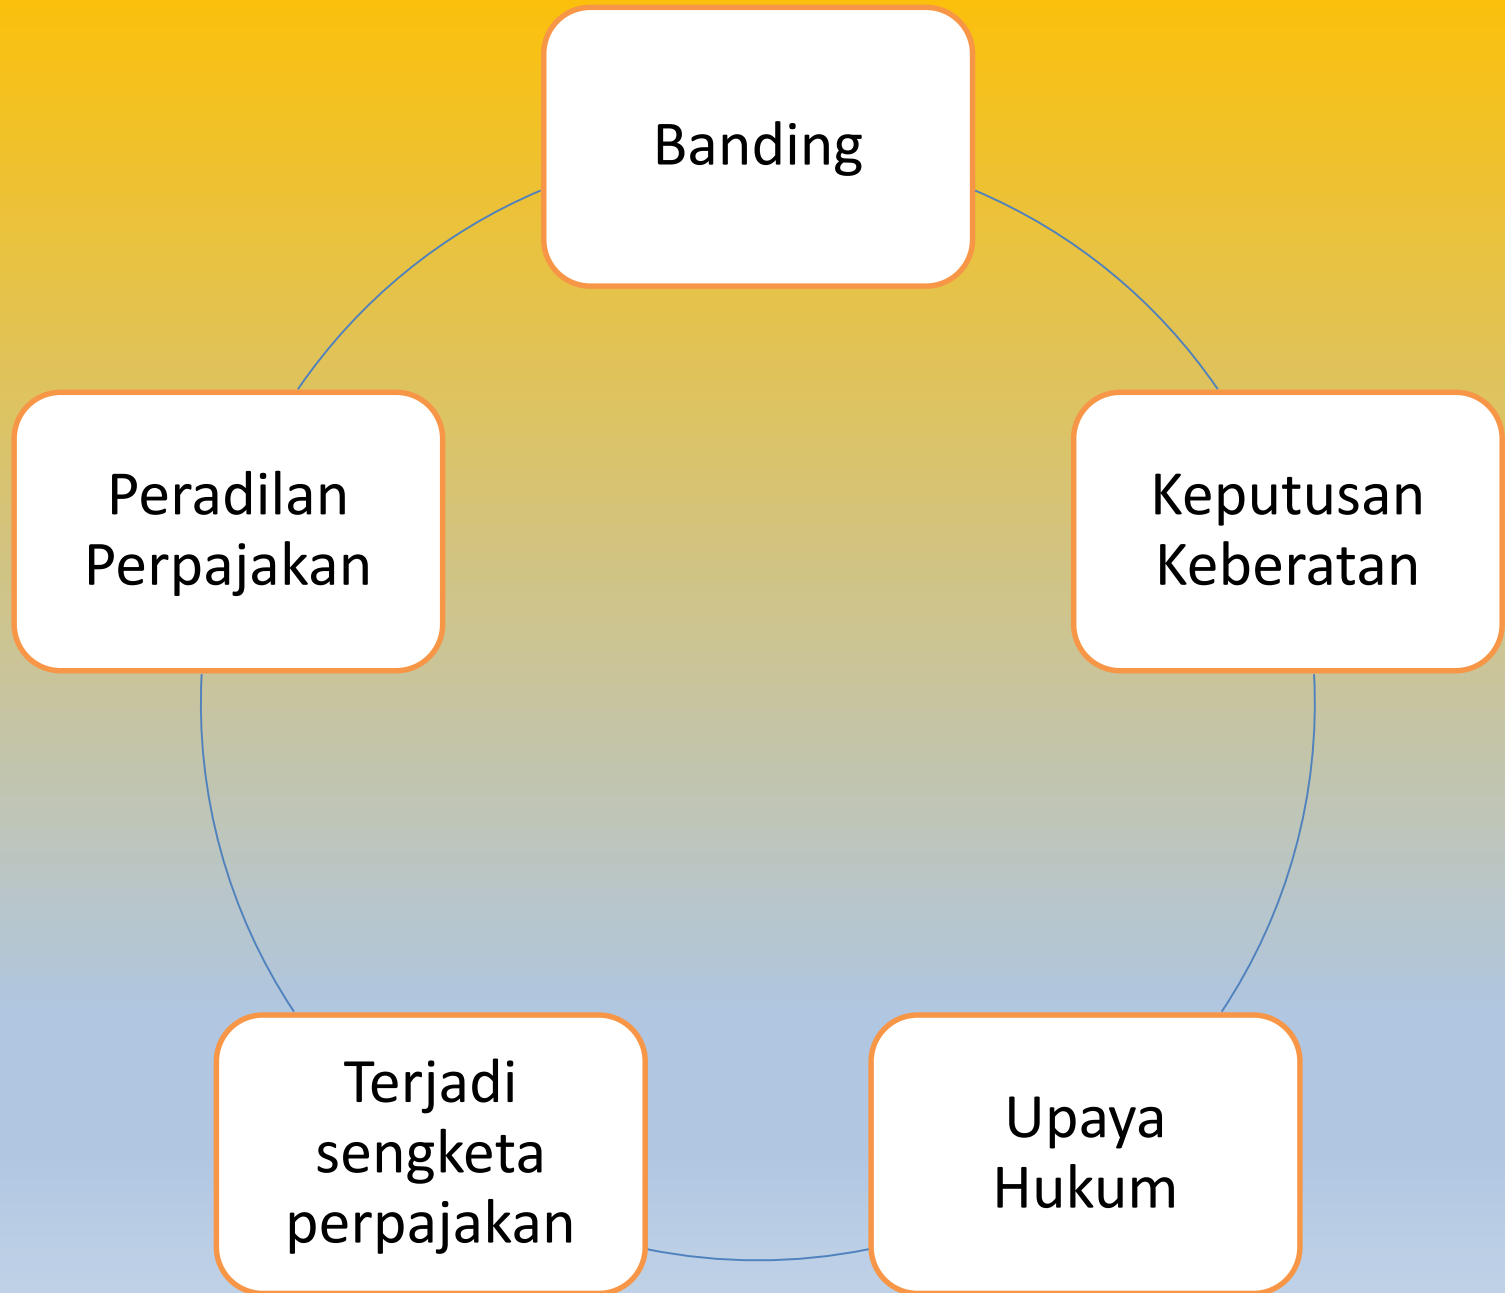 Banding
Peradilan
Perpajakan
Keputusan
Keberatan
Terjadi
sengketa
perpajakan
Upaya
Hukum